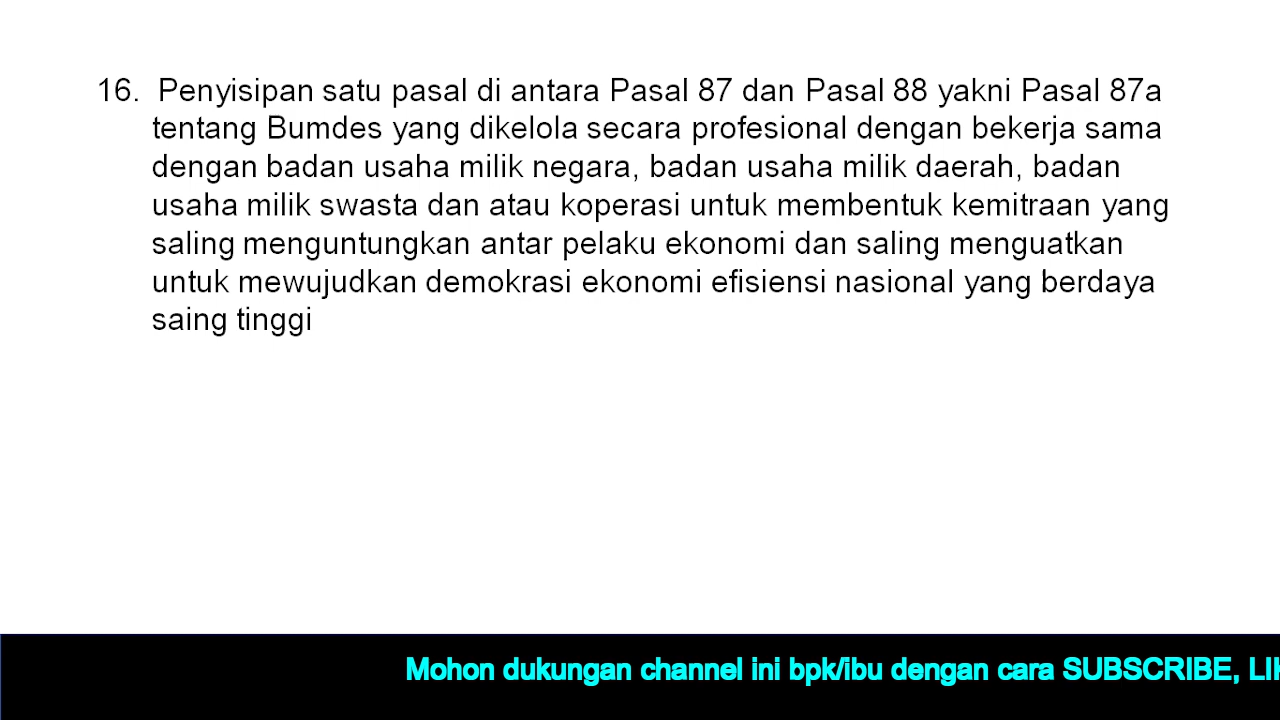 16. Penyisipan satu pasal di antara Pasal 87 dan Pasal 88 yakni Pasal 87a
tentang Bumdes yang dikelola secara profesional dengan bekerja sama
dengan badan usaha milik negara, badan usaha milik daerah, badan
usaha milik swasta dan atau koperasi untuk membentuk kemitraan yang
saling menguntungkan antar pelaku ekonomi dan saling menguatkan
untuk mewujudkan demokrasi ekonomi efisiensi nasional yang berdaya
saing tinggi
Mohon dukungan channel ini bpk/ibu dengan cara SUBSCRIBE,